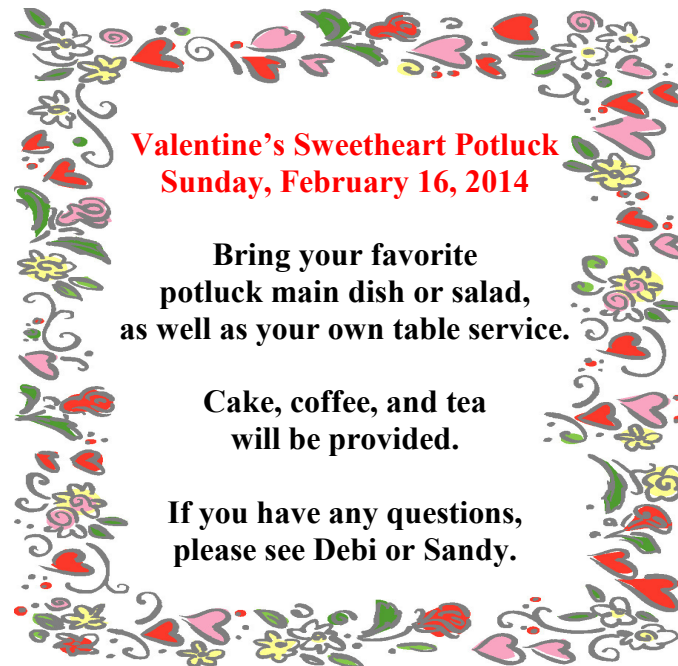 Valentine’s Sweetheart Potluck
Sunday, February 16, 2014
Bring your favorite
potluck main dish or salad,
as well as your own table service.
Cake, coffee, and tea
will be provided.
If you have any questions,
please see Debi or Sandy.